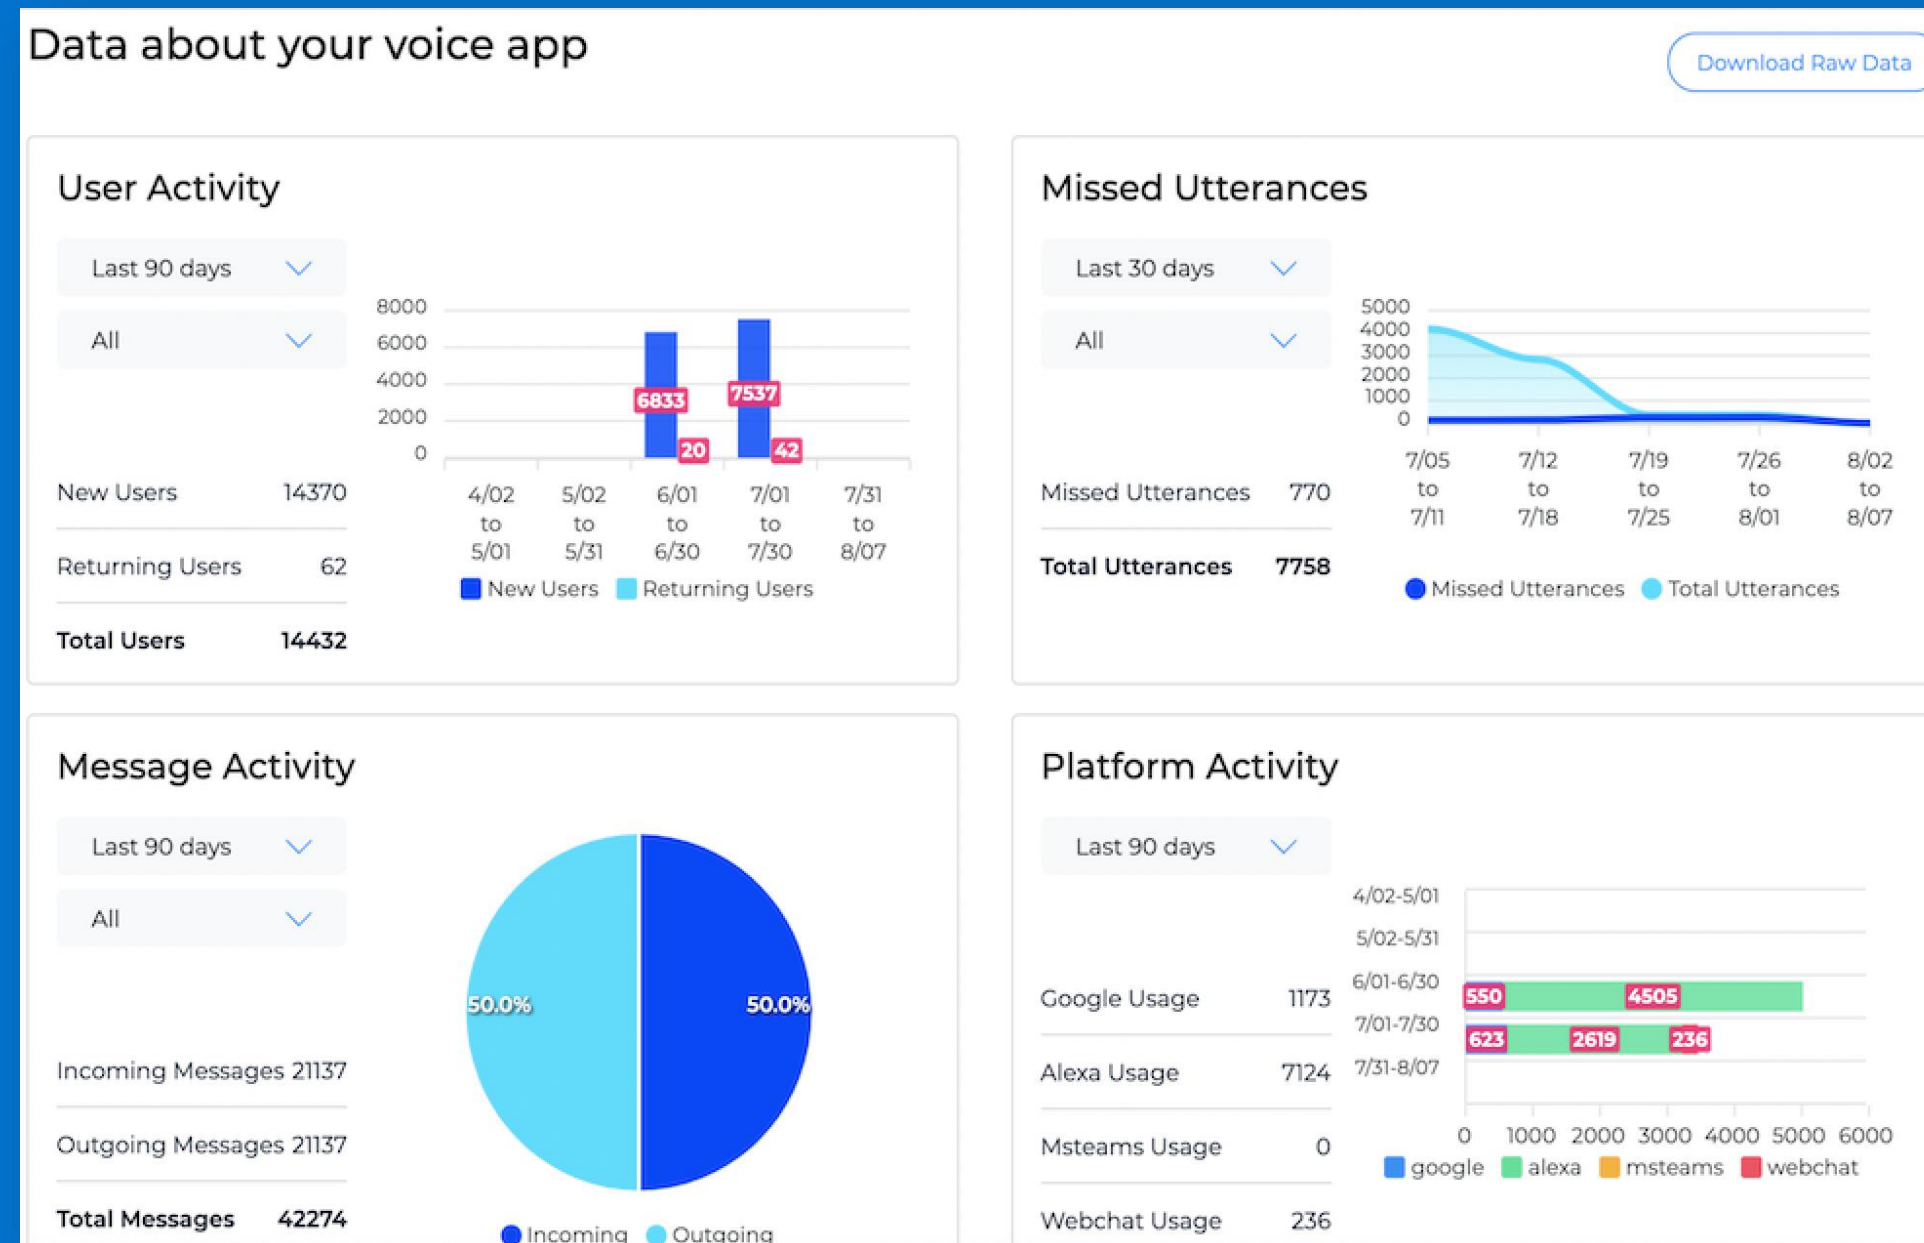 Data about your voice app
Download Raw Data
User Activity
Last 90 days
All
New Users 14370
Returning Users 62
Total Users 14432
8000
6000
4000
2000
0
6833
20
7537
42
4/02 to 5/01
5/02 to 5/31
6/01 to 6/30
7/01 to 7/30
7/31 to 8/07
New Users Returning Users
Missed Utterances
Last 30 days
All
Missed Utterances 770
Total Utterances 7758
5000
4000
3000
2000
1000
0
7/05 to 7/11
7/12 to 7/18
7/19 to 7/25
7/26 to 8/01
8/02 to 8/07
Missed Utterances Total Utterances
Message Activity
Last 90 days
All
Incoming Messages 21137
Outgoing Messages 21137
Total Messages 42274
50.0% 50.0%
Incoming Outgoing
Platform Activity
Last 90 days
Google Usage 1173
Alexa Usage 7124
Msteams Usage 0
Webchat Usage 236
4/02-5/01
5/02-5/31
6/01-6/30
550 4505
7/01-7/30
623 2619 236
7/31-8/07
0 1000 2000 3000 4000 5000 6000
google alexa msteams webchat